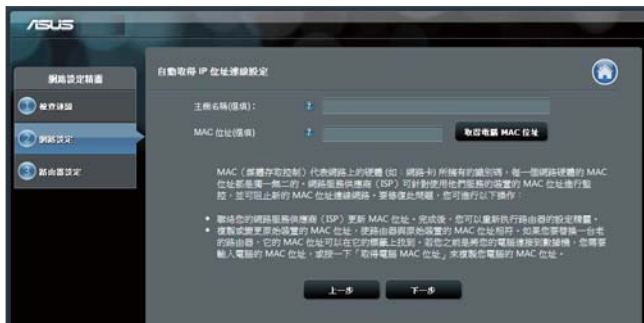 ASUS
網路設定精靈
1 檢查連線
2 網路設定
3 路由器設定
自動取得 IP 位址連線設定
主機名稱(選填):
MAC 位址(選填)
取得電腦 MAC 位址
MAC（媒體存取控制）代表網路上的硬體 (如：網路卡) 所擁有的識別碼。每一個網路硬體的 MAC
位址都是獨一無二的。網路服務供應商（ISP）可針對使用他們服務的裝置的 MAC 位址進行監
控，並可阻止新的 MAC 位址連線網路。要修復此問題，您可進行以下操作：
• 聯絡您的網路服務供應商（ISP）更新 MAC 位址。完成後，您可以重新執行路由器的設定精靈。
• 複製或變更原始裝置的 MAC 位址，使路由器與原始裝置的 MAC 位址相符。如果您要替換一台老
的路由器，它的 MAC 位址可以在它的標籤上找到。若您之前是將您的電腦連接到數據機，您需要
輸入電腦的 MAC 位址，或按一下「取得電腦 MAC 位址」來複製您電腦的 MAC 位址。
上一步
下一步